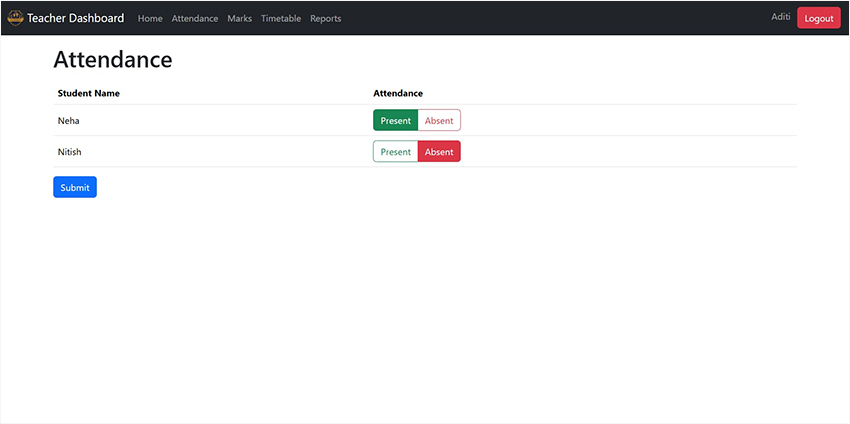 Teacher Dashboard Home Attendance Marks Timetable Reports Aditi Logout
Attendance
Student Name Attendance
Neha Present Absent
Nitish Present Absent
Submit